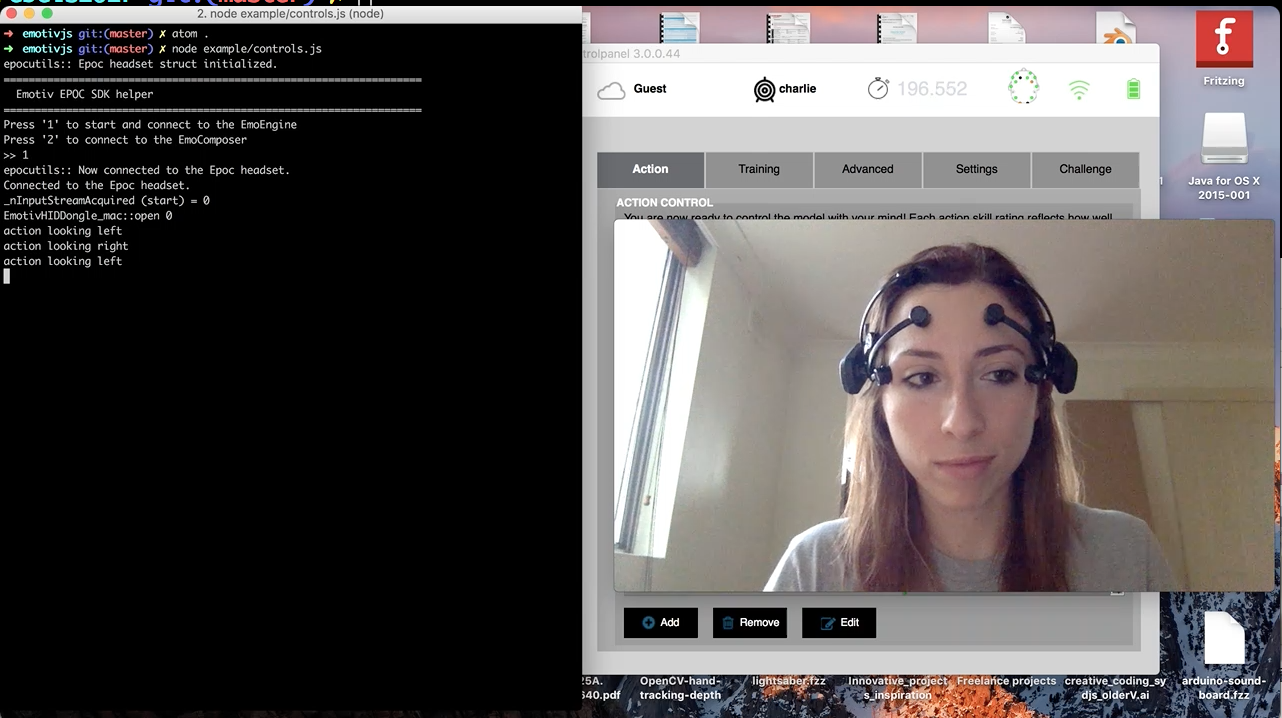 2. node example/controls.js (node)
➜ emotivjs git:(master) ✗ atom .
➜ emotivjs git:(master) ✗ node example/controls.js
epocutils:: Epoc headset struct initialized.
===================================================================
Emotiv EPOC SDK helper
===================================================================
Press '1' to start and connect to the EmoEngine
Press '2' to connect to the EmoComposer
>> 1
epocutils:: Now connected to the Epoc headset.
Connected to the Epoc headset.
_nInputStreamAcquired (start) = 0
EmotivHIDDongle_mac::open 0
action looking left
action looking right
action looking left
trolpanel 3.0.0.44
Guest
charlie
196.552
Action
Training
Advanced
Settings
Challenge
ACTION CONTROL
You are now ready to control the model with your mind! Each action skill rating reflects how well
Add
Remove
Edit
Fritzing
Java for OS X
2015-001
25A.
640.pdf
OpenCV-hand-
tracking-depth
lightsaber.fzz
Innovative_project
s_inspiration
Freelance projects
creative_coding_sy
djs_olderV.ai
arduino-sound-
board.fzz